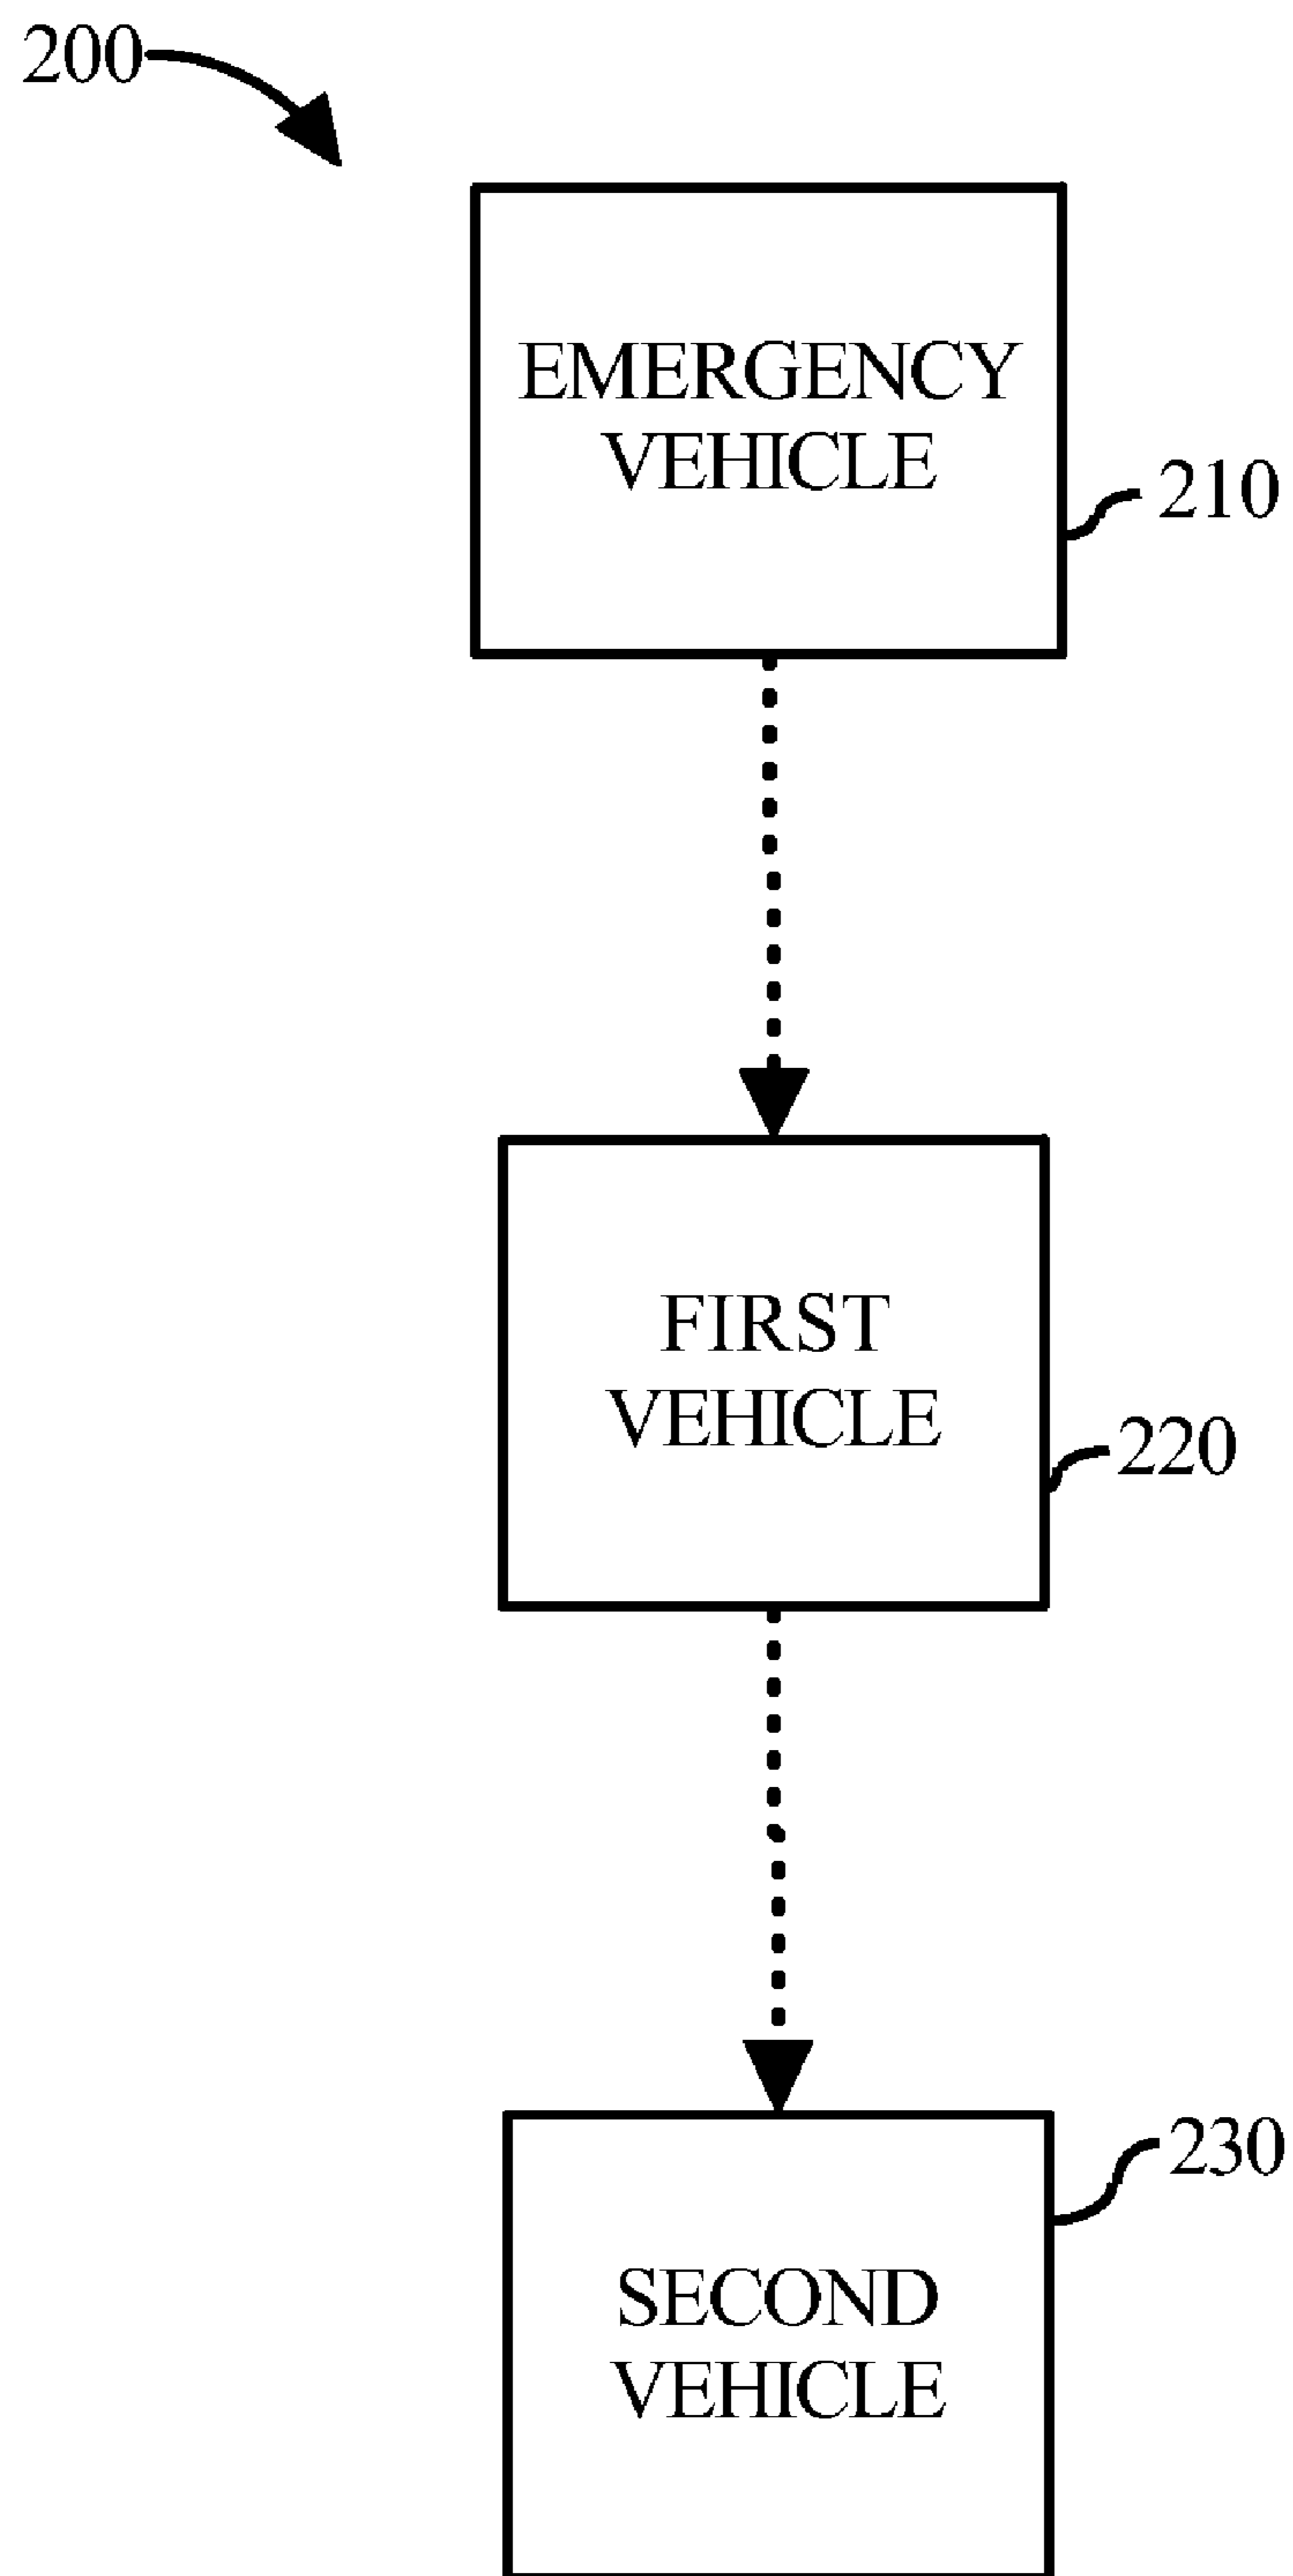 200
EMERGENCY
VEHICLE
210
FIRST
VEHICLE
220
230
SECOND
VEHICLE